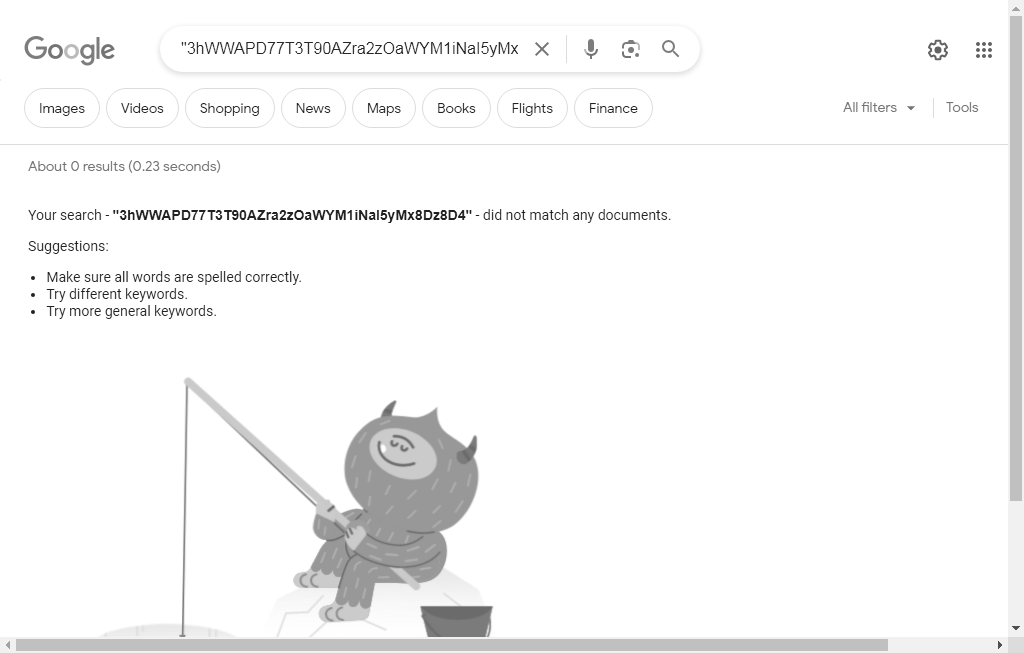 Google
"3hWWAPD77T3T90AZra2zOaWYM1iNal5yMx
Images Videos Shopping News Maps Books Flights Finance All filters Tools
About 0 results (0.23 seconds)
Your search - "3hWWAPD77T3T90AZra2zOaWYM1iNal5yMx8Dz8D4" - did not match any documents.
Suggestions:
Make sure all words are spelled correctly.
Try different keywords.
Try more general keywords.